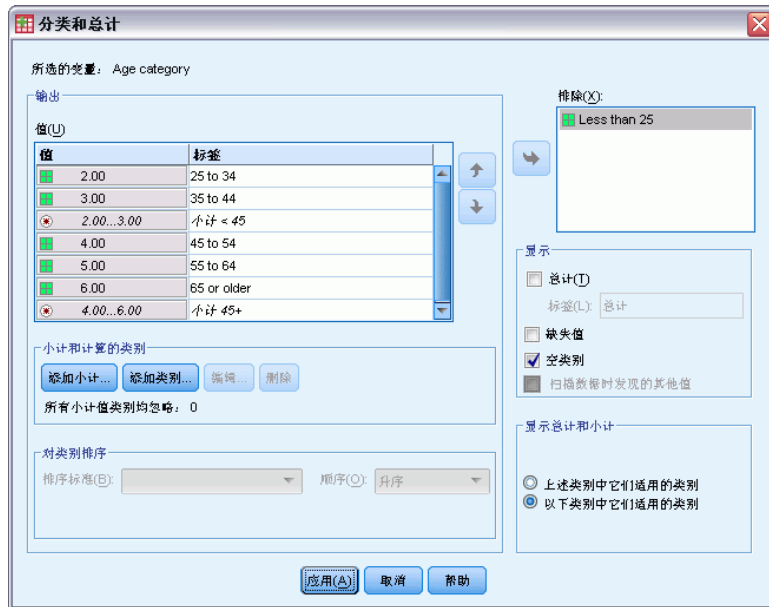 分类和总计
所选的变量: Age category
输出
值(U)
值 标签
2.00 25 to 34
3.00 35 to 44
2.00...3.00 小计 < 45
4.00 45 to 54
5.00 55 to 64
6.00 65 or older
4.00...6.00 小计 45+
小计和计算的类别
添加小计... 添加类别... 编辑... 删除
所有小计值类别均忽略: 0
对类别排序
排序标准(B): 顺序(O): 升序
排除(X):
Less than 25
显示
总计(T)
标签(L): 总计
缺失值
空类别
扫描数据时发现的其他值
显示总计和小计
上述类别中它们适用的类别
以下类别中它们适用的类别
应用(A) 取消 帮助